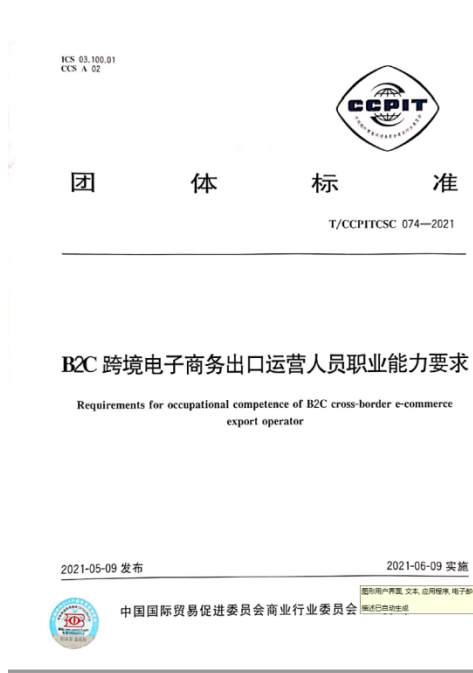 ICS 03.100.01
CCS A 02
CCPIT
团 体 标 准
T/CCPITCSC 074—2021
B2C 跨境电子商务出口运营人员职业能力要求
Requirements for occupational competence of B2C cross-border e-commerce
export operator
2021-05-09 发布
2021-06-09 实施
中国国际贸易促进委员会商业行业委员会
图形用户界面, 文本, 应用程序, 电子邮
描述已自动生成